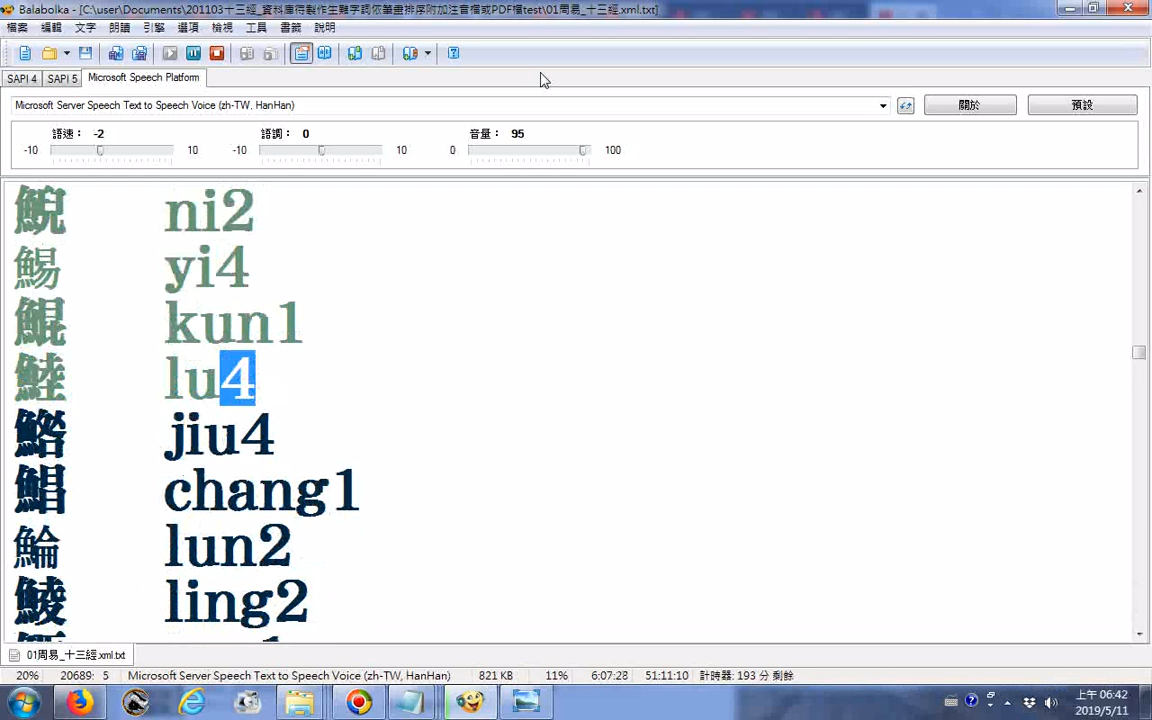 Balabolka - [C:\user\Documents\201103十三經_資料庫待製作生難字詞依筆畫排序附加注音檔或PDF檔test\01周易_十三經.xml.txt]
檔案 編輯 文字 朗讀 引擎 選項 檢視 工具 書籤 說明
SAPI 4 SAPI 5 Microsoft Speech Platform
Microsoft Server Speech Text to Speech Voice (zh-TW, HanHan) 關於 預設
語速： -2 語調： 0 音量： 95
-10 10 -10 10 0 100
鯢 ni2
鯣 yi4
鯤 kun1
鯥 lu4
jiu4
鯧 chang1
鯩 lun2
鯪 ling2
01周易_十三經.xml.txt
20% 20689: 5 Microsoft Server Speech Text to Speech Voice (zh-TW, HanHan) 821 KB 11% 6:07:28 51:11:10 計時器: 193 分 剩餘
上午 06:42
2019/5/11